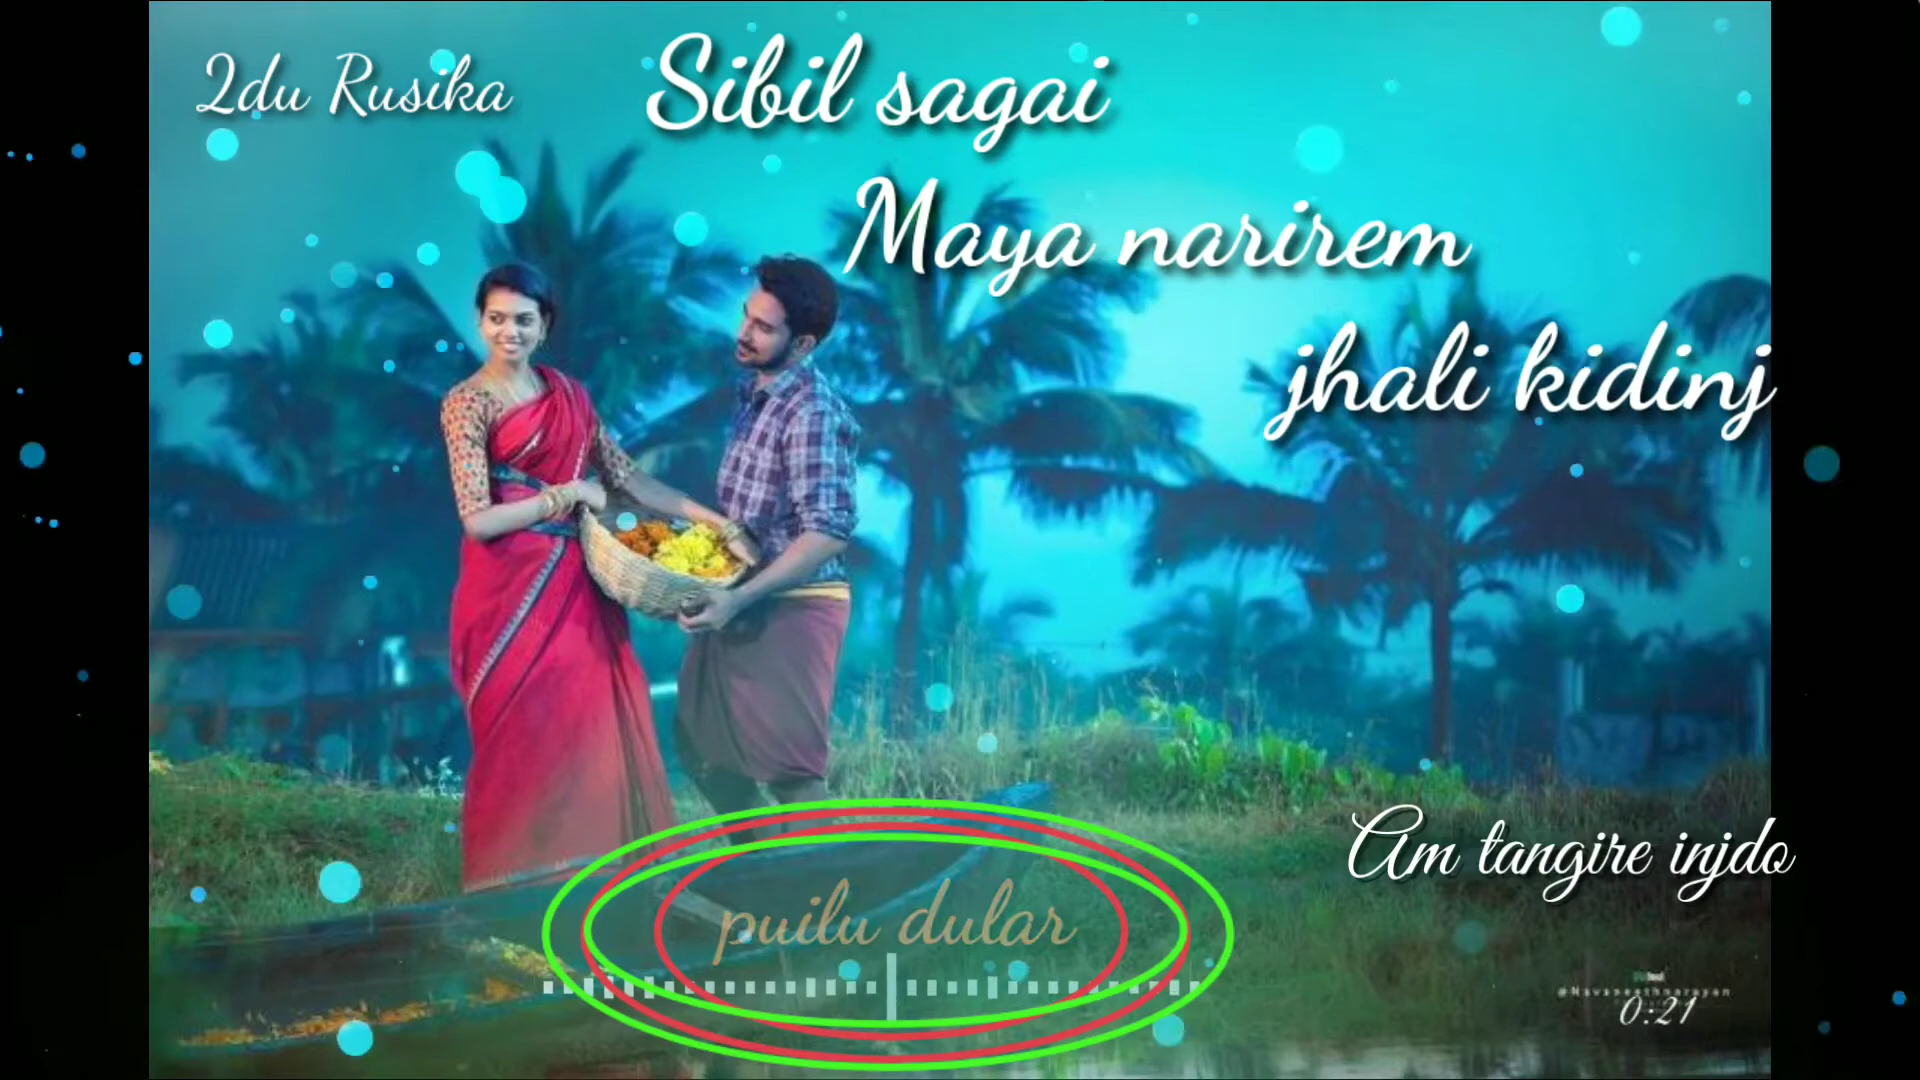 2du Rusika
Sibil sagai
Maya narirem
jhali kidinj
Am tangire injdo
puilu dular
0:21